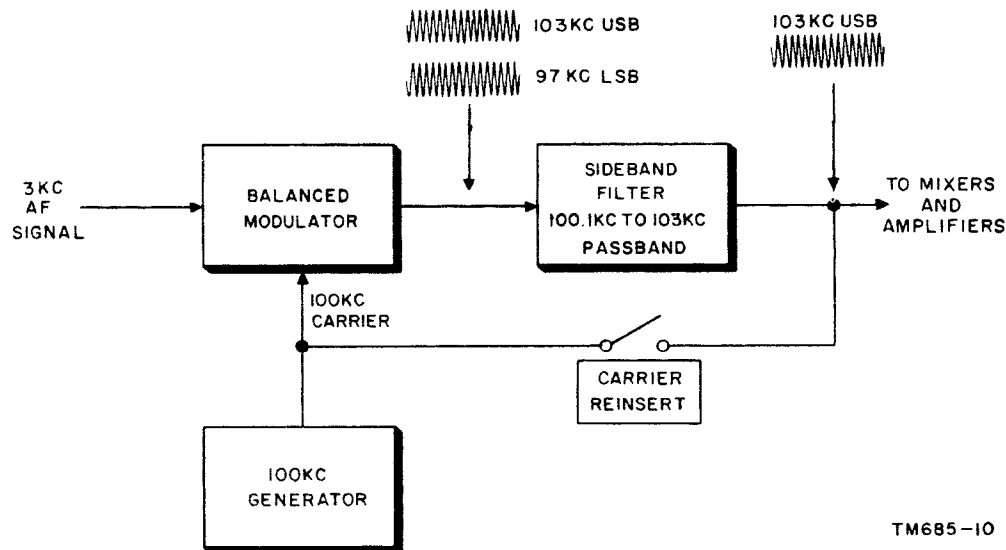 103KC USB
97 KC LSB
103KC USB
3KC
AF
SIGNAL
BALANCED
MODULATOR
SIDEBAND
FILTER
100.1KC TO 103KC
PASSBAND
TO MIXERS
AND
AMPLIFIERS
100KC
CARRIER
CARRIER
REINSERT
100KC
GENERATOR
TM685-10